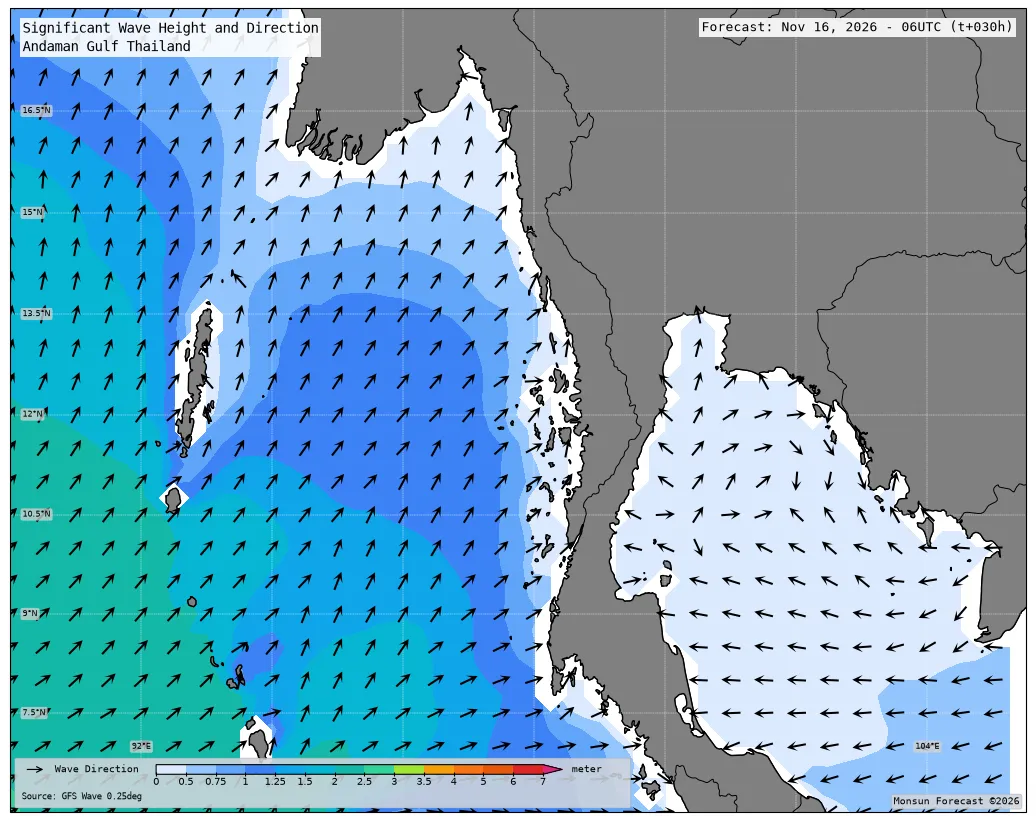 Significant Wave Height and Direction
Andaman Gulf Thailand
Forecast: Nov 16, 2026 - 06UTC (t+030h)
16.5°N
15°N
13.5°N
12°N
10.5°N
9°N
7.5°N
92°E
104°E
Wave Direction
0 0.5 0.75 1 1.25 1.5 2 2.5 3 3.5 4 5 6 7
meter
Source: GFS Wave 0.25deg
Monsun Forecast ©2026